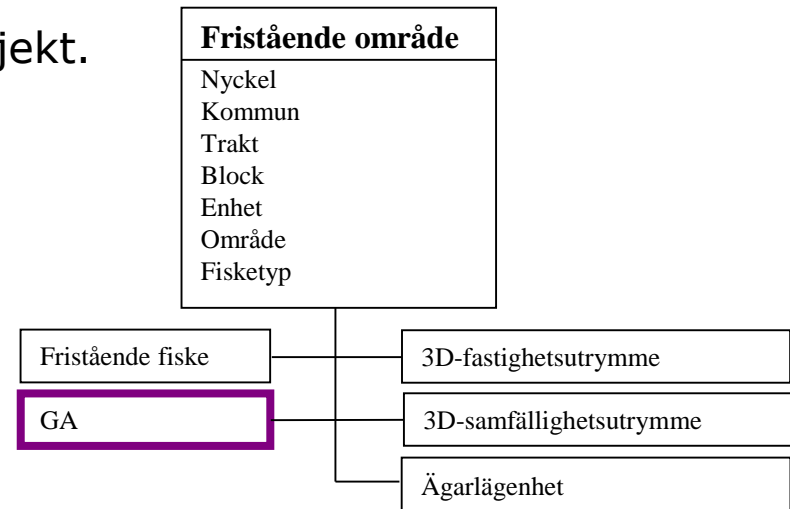 jekt.
Fristående område
Nyckel
Kommun
Trakt
Block
Enhet
Område
Fisketyp
Fristående fiske
3D-fastighetsutrymme
GA
3D-samfällighetsutrymme
Ägarlägenhet